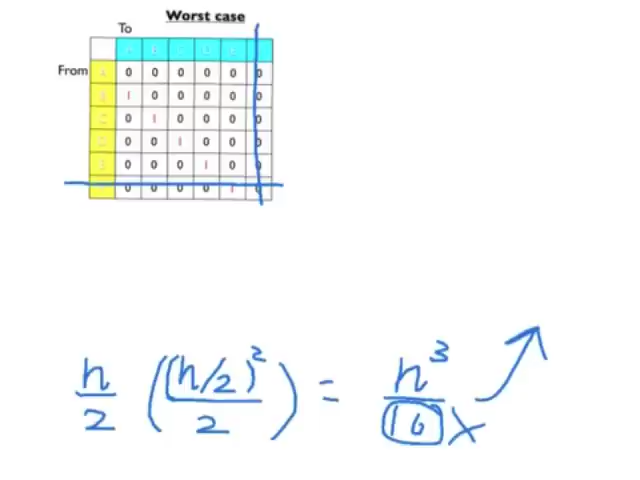 Worst case
To
A B C D E
From A 0 0 0 0 0 0
B 1 0 0 0 0 0
C 0 1 0 0 0 0
D 0 0 1 0 0 0
E 0 0 0 1 0 0
0 0 0 0 1 0
n/2 ((n/2)²/2) = n³/16 X